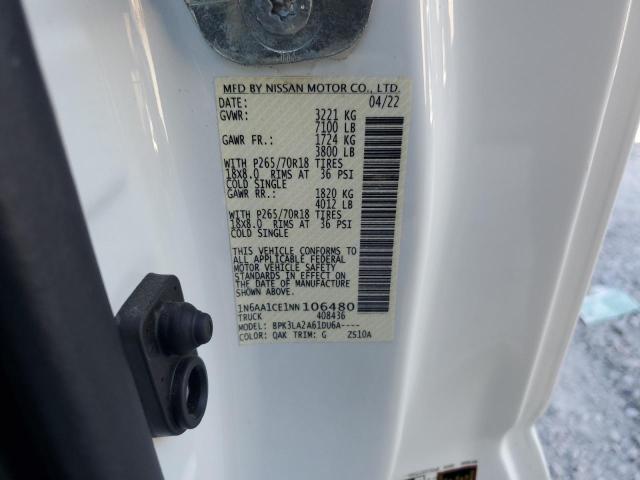 MFD BY NISSAN MOTOR CO., LTD.
DATE: 04/22
GVWR: 3221 KG
7100 LB
GAWR FR.: 1724 KG
3800 LB
WITH P265/70R18 TIRES
18X8.0 RIMS AT 36 PSI
COLD SINGLE
GAWR RR.: 1820 KG
4012 LB
WITH P265/70R18 TIRES
18X8.0 RIMS AT 36 PSI
COLD SINGLE
THIS VEHICLE CONFORMS TO
ALL APPLICABLE FEDERAL
MOTOR VEHICLE SAFETY
STANDARDS IN EFFECT ON
THE DATE OF MANUFACTURE
SHOWN ABOVE.
1N6AA1CE1NN106480
TRUCK 408436
MODEL: BPK3LA2A61DU6A----
COLOR: QAK TRIM: G ZS10A